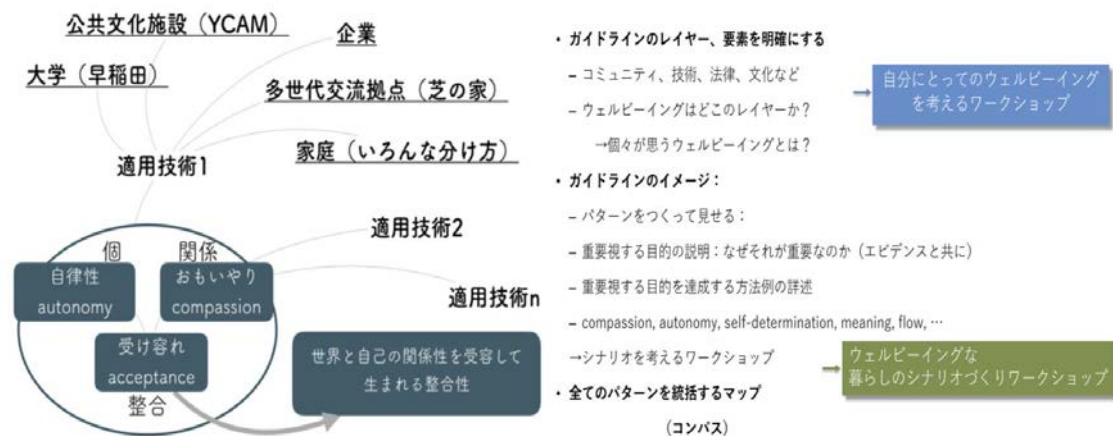 公共文化施設（YCAM）
企業
大学（早稲田）
多世代交流拠点（芝の家）
家庭（いろんな分け方）
適用技術1
適用技術2
適用技術n
個
関係
自律性
autonomy
おもいやり
compassion
受け容れ
acceptance
整合
世界と自己の関係性を受容して
生まれる整合性
・ ガイドラインのレイヤー、要素を明確にする
– コミュニティ、技術、法律、文化など
– ウェルビーイングはどこのレイヤーか？
→個々が思うウェルビーイングとは？
自分にとってのウェルビーイング
を考えるワークショップ
・ ガイドラインのイメージ：
– パターンをつくって見せる：
– 重要視する目的の説明：なぜそれが重要なのか（エビデンスと共に）
– 重要視する目的を達成する方法例の詳述
– compassion, autonomy, self-determination, meaning, flow, …
→シナリオを考えるワークショップ
ウェルビーイングな
暮らしのシナリオづくりワークショップ
・ 全てのパターンを統括するマップ
（コンパス）